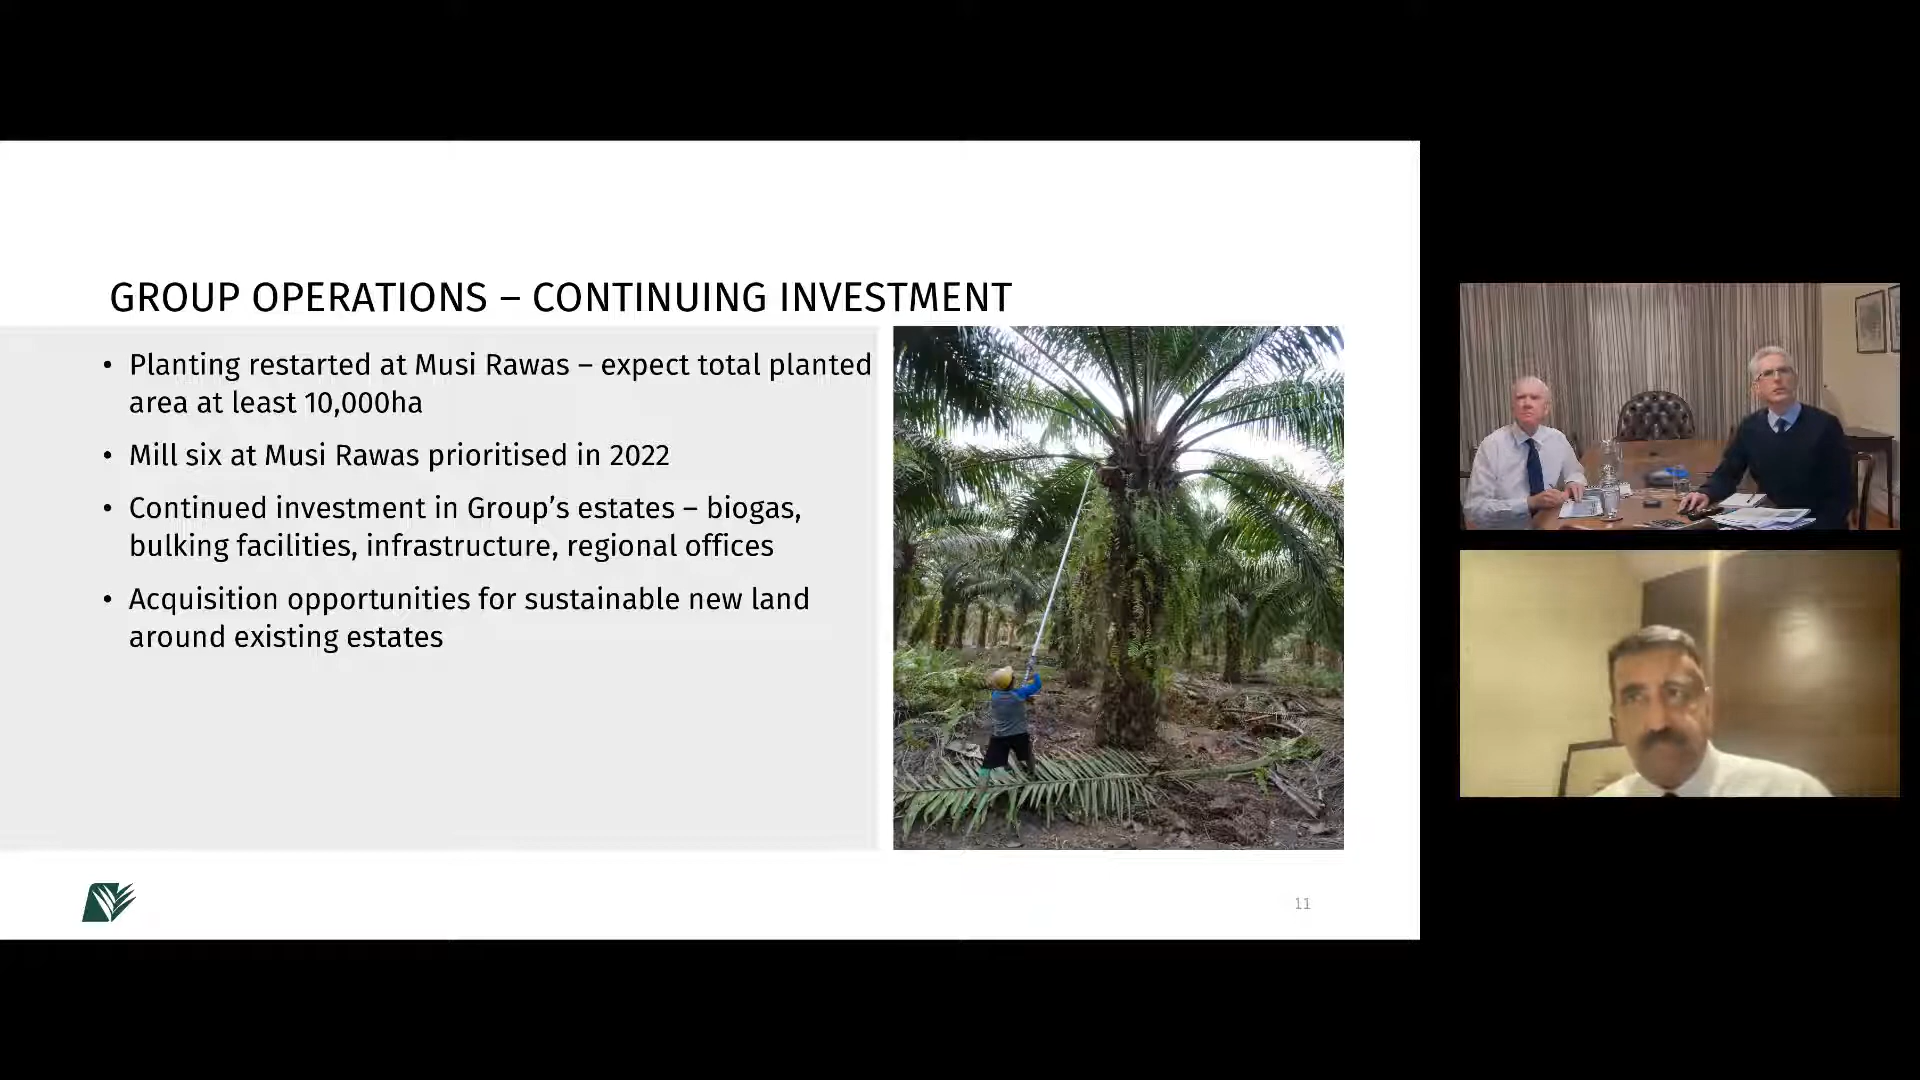 GROUP OPERATIONS – CONTINUING INVESTMENT
• Planting restarted at Musi Rawas – expect total planted
area at least 10,000ha
• Mill six at Musi Rawas prioritised in 2022
• Continued investment in Group’s estates – biogas,
bulking facilities, infrastructure, regional offices
• Acquisition opportunities for sustainable new land
around existing estates
11